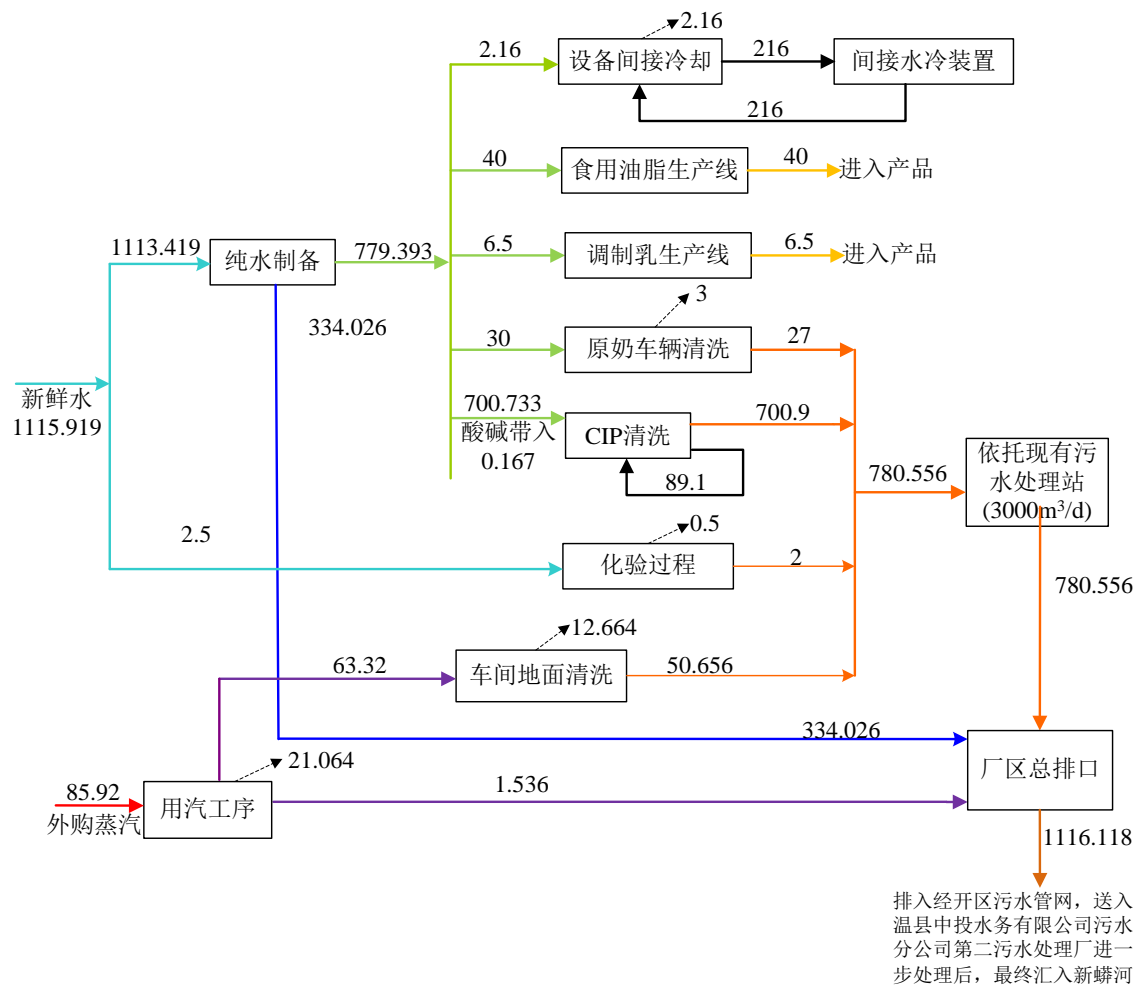 2.16
2.16
设备间接冷却
216
间接水冷装置
216
40
食用油脂生产线
40
进入产品
1113.419
纯水制备
779.393
6.5
调制乳生产线
6.5
进入产品
3
334.026
30
原奶车辆清洗
27
新鲜水
1115.919
700.733
酸碱带入
0.167
CIP清洗
700.9
89.1
780.556
依托现有污
水处理站
(3000m³/d)
2.5
0.5
化验过程
2
780.556
12.664
63.32
车间地面清洗
50.656
334.026
21.064
厂区总排口
85.92
外购蒸汽
用汽工序
1.536
1116.118
排入经开区污水管网，送入
温县中投水务有限公司污水
分公司第二污水处理厂进一
步处理后，最终汇入新蟒河